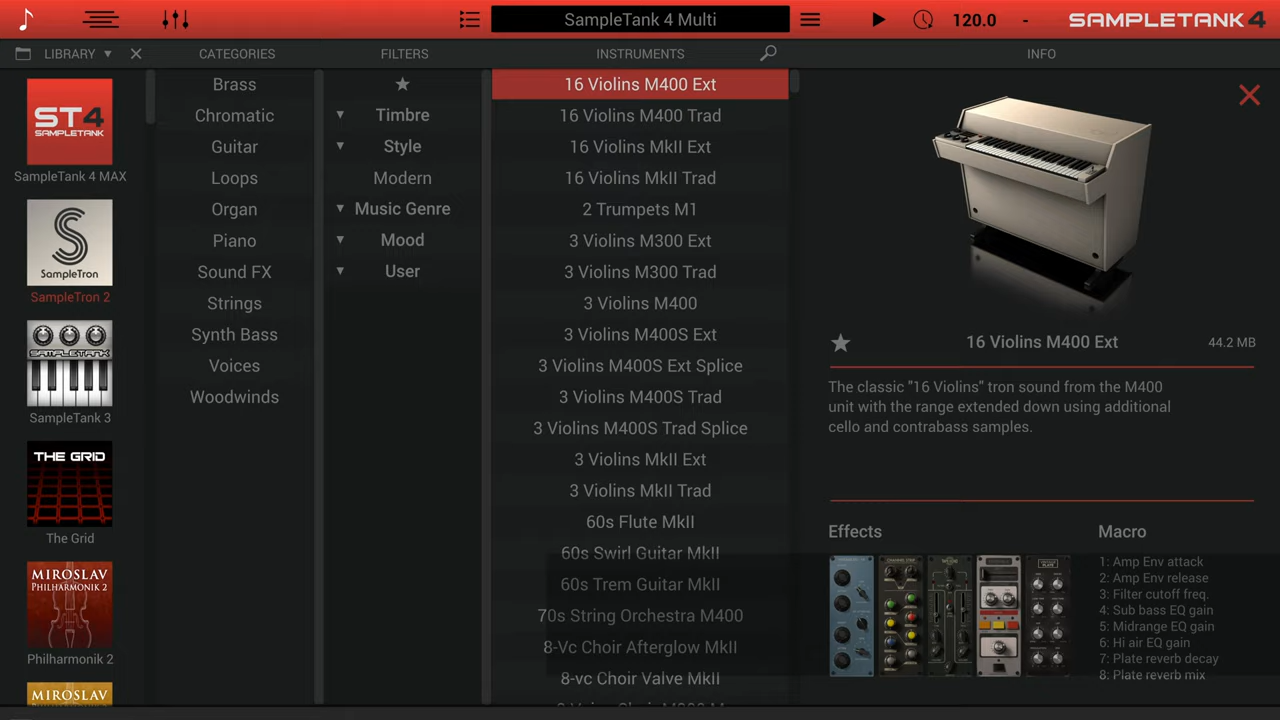 SampleTank 4 Multi
120.0
-
SAMPLETANK 4
LIBRARY
CATEGORIES
FILTERS
INSTRUMENTS
INFO
ST4
SAMPLETANK
SampleTank 4 MAX
SampleTron
SampleTron 2
SAMPLETANK
SampleTank 3
THE GRID
The Grid
MIROSLAV
PHILHARMONIK 2
Philharmonik 2
MIROSLAV
Brass
Chromatic
Guitar
Loops
Organ
Piano
Sound FX
Strings
Synth Bass
Voices
Woodwinds
Timbre
Style
Modern
Music Genre
Mood
User
16 Violins M400 Ext
16 Violins M400 Trad
16 Violins MkII Ext
16 Violins MkII Trad
2 Trumpets M1
3 Violins M300 Ext
3 Violins M300 Trad
3 Violins M400
3 Violins M400S Ext
3 Violins M400S Ext Splice
3 Violins M400S Trad
3 Violins M400S Trad Splice
3 Violins MkII Ext
3 Violins MkII Trad
60s Flute MkII
60s Swirl Guitar MkII
60s Trem Guitar MkII
70s String Orchestra M400
8-Vc Choir Afterglow MkII
8-vc Choir Valve MkII
16 Violins M400 Ext
44.2 MB
The classic "16 Violins" tron sound from the M400
unit with the range extended down using additional
cello and contrabass samples.
Effects
Macro
1: Amp Env attack
2: Amp Env release
3: Filter cutoff freq.
4: Sub bass EQ gain
5: Midrange EQ gain
6: Hi air EQ gain
7: Plate reverb decay
8: Plate reverb mix